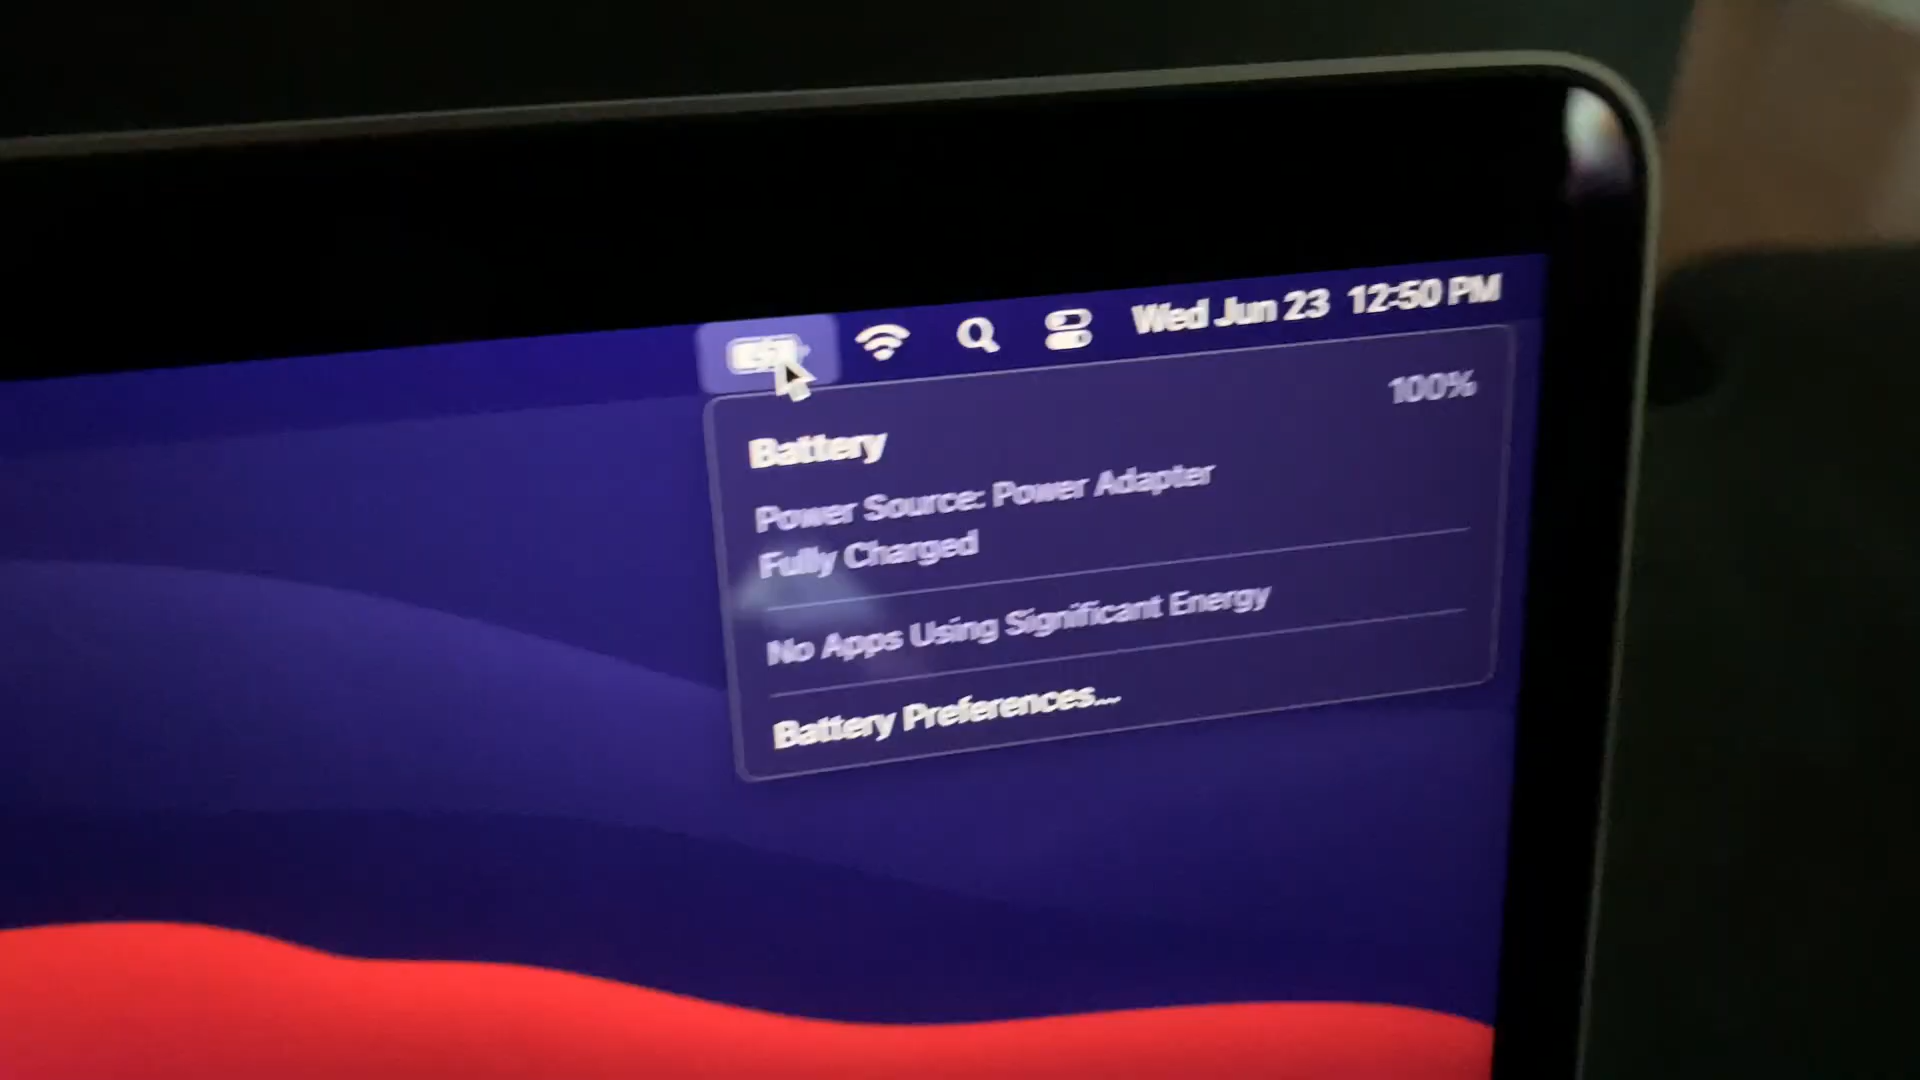 Wed Jun 23 12:50 PM
Battery 100%
Power Source: Power Adapter
Fully Charged
No Apps Using Significant Energy
Battery Preferences...